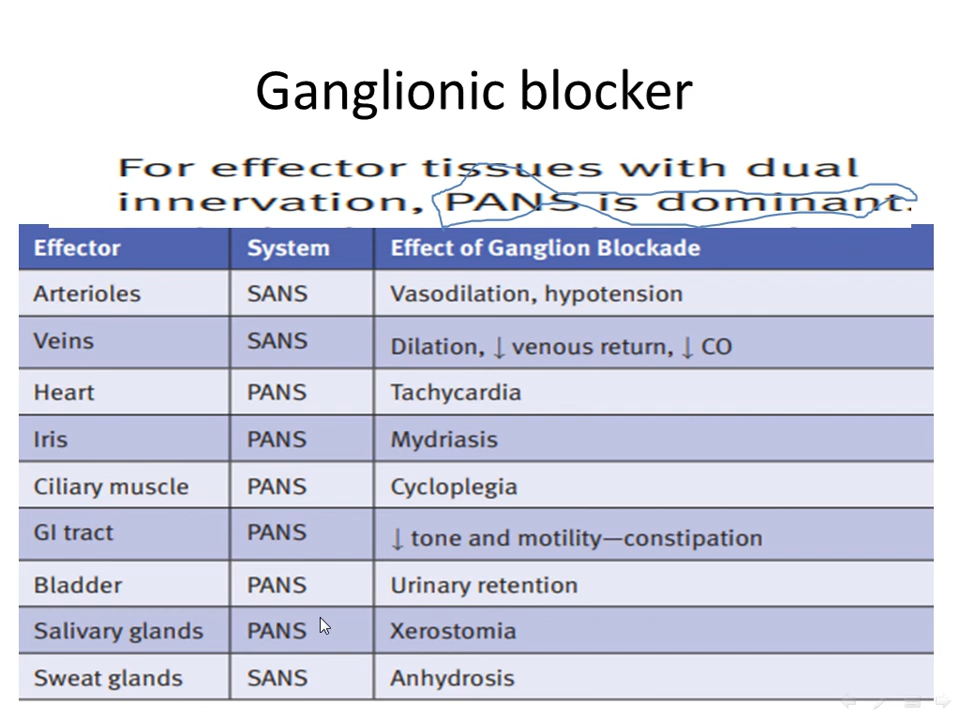 Ganglionic blocker
For effector tissues with dual
innervation, PANS is dominant.
Effector System Effect of Ganglion Blockade
Arterioles SANS Vasodilation, hypotension
Veins SANS Dilation, ↓ venous return, ↓ CO
Heart PANS Tachycardia
Iris PANS Mydriasis
Ciliary muscle PANS Cycloplegia
GI tract PANS ↓ tone and motility—constipation
Bladder PANS Urinary retention
Salivary glands PANS Xerostomia
Sweat glands SANS Anhydrosis